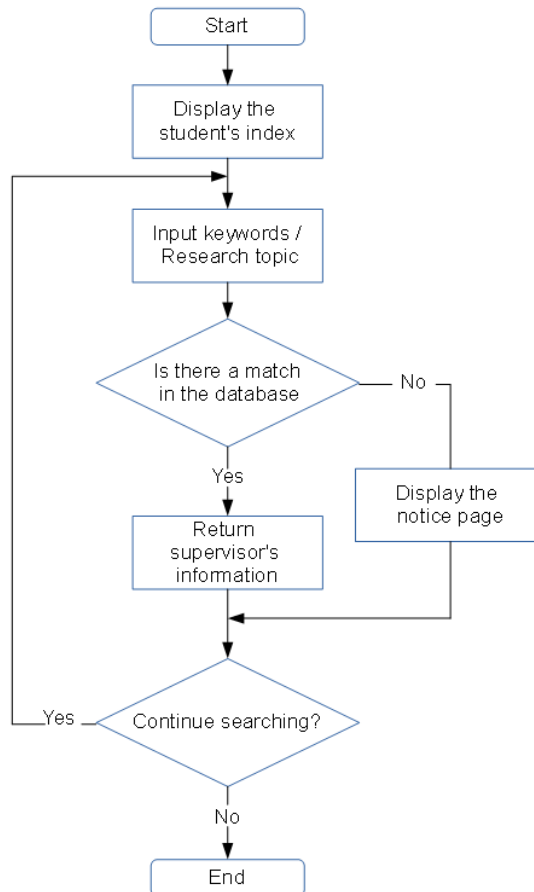 Start
Display the
student's index
Input keywords /
Research topic
Is there a match
in the database
No
Yes
Display the
notice page
Return
supervisor's
information
Continue searching?
Yes
No
End